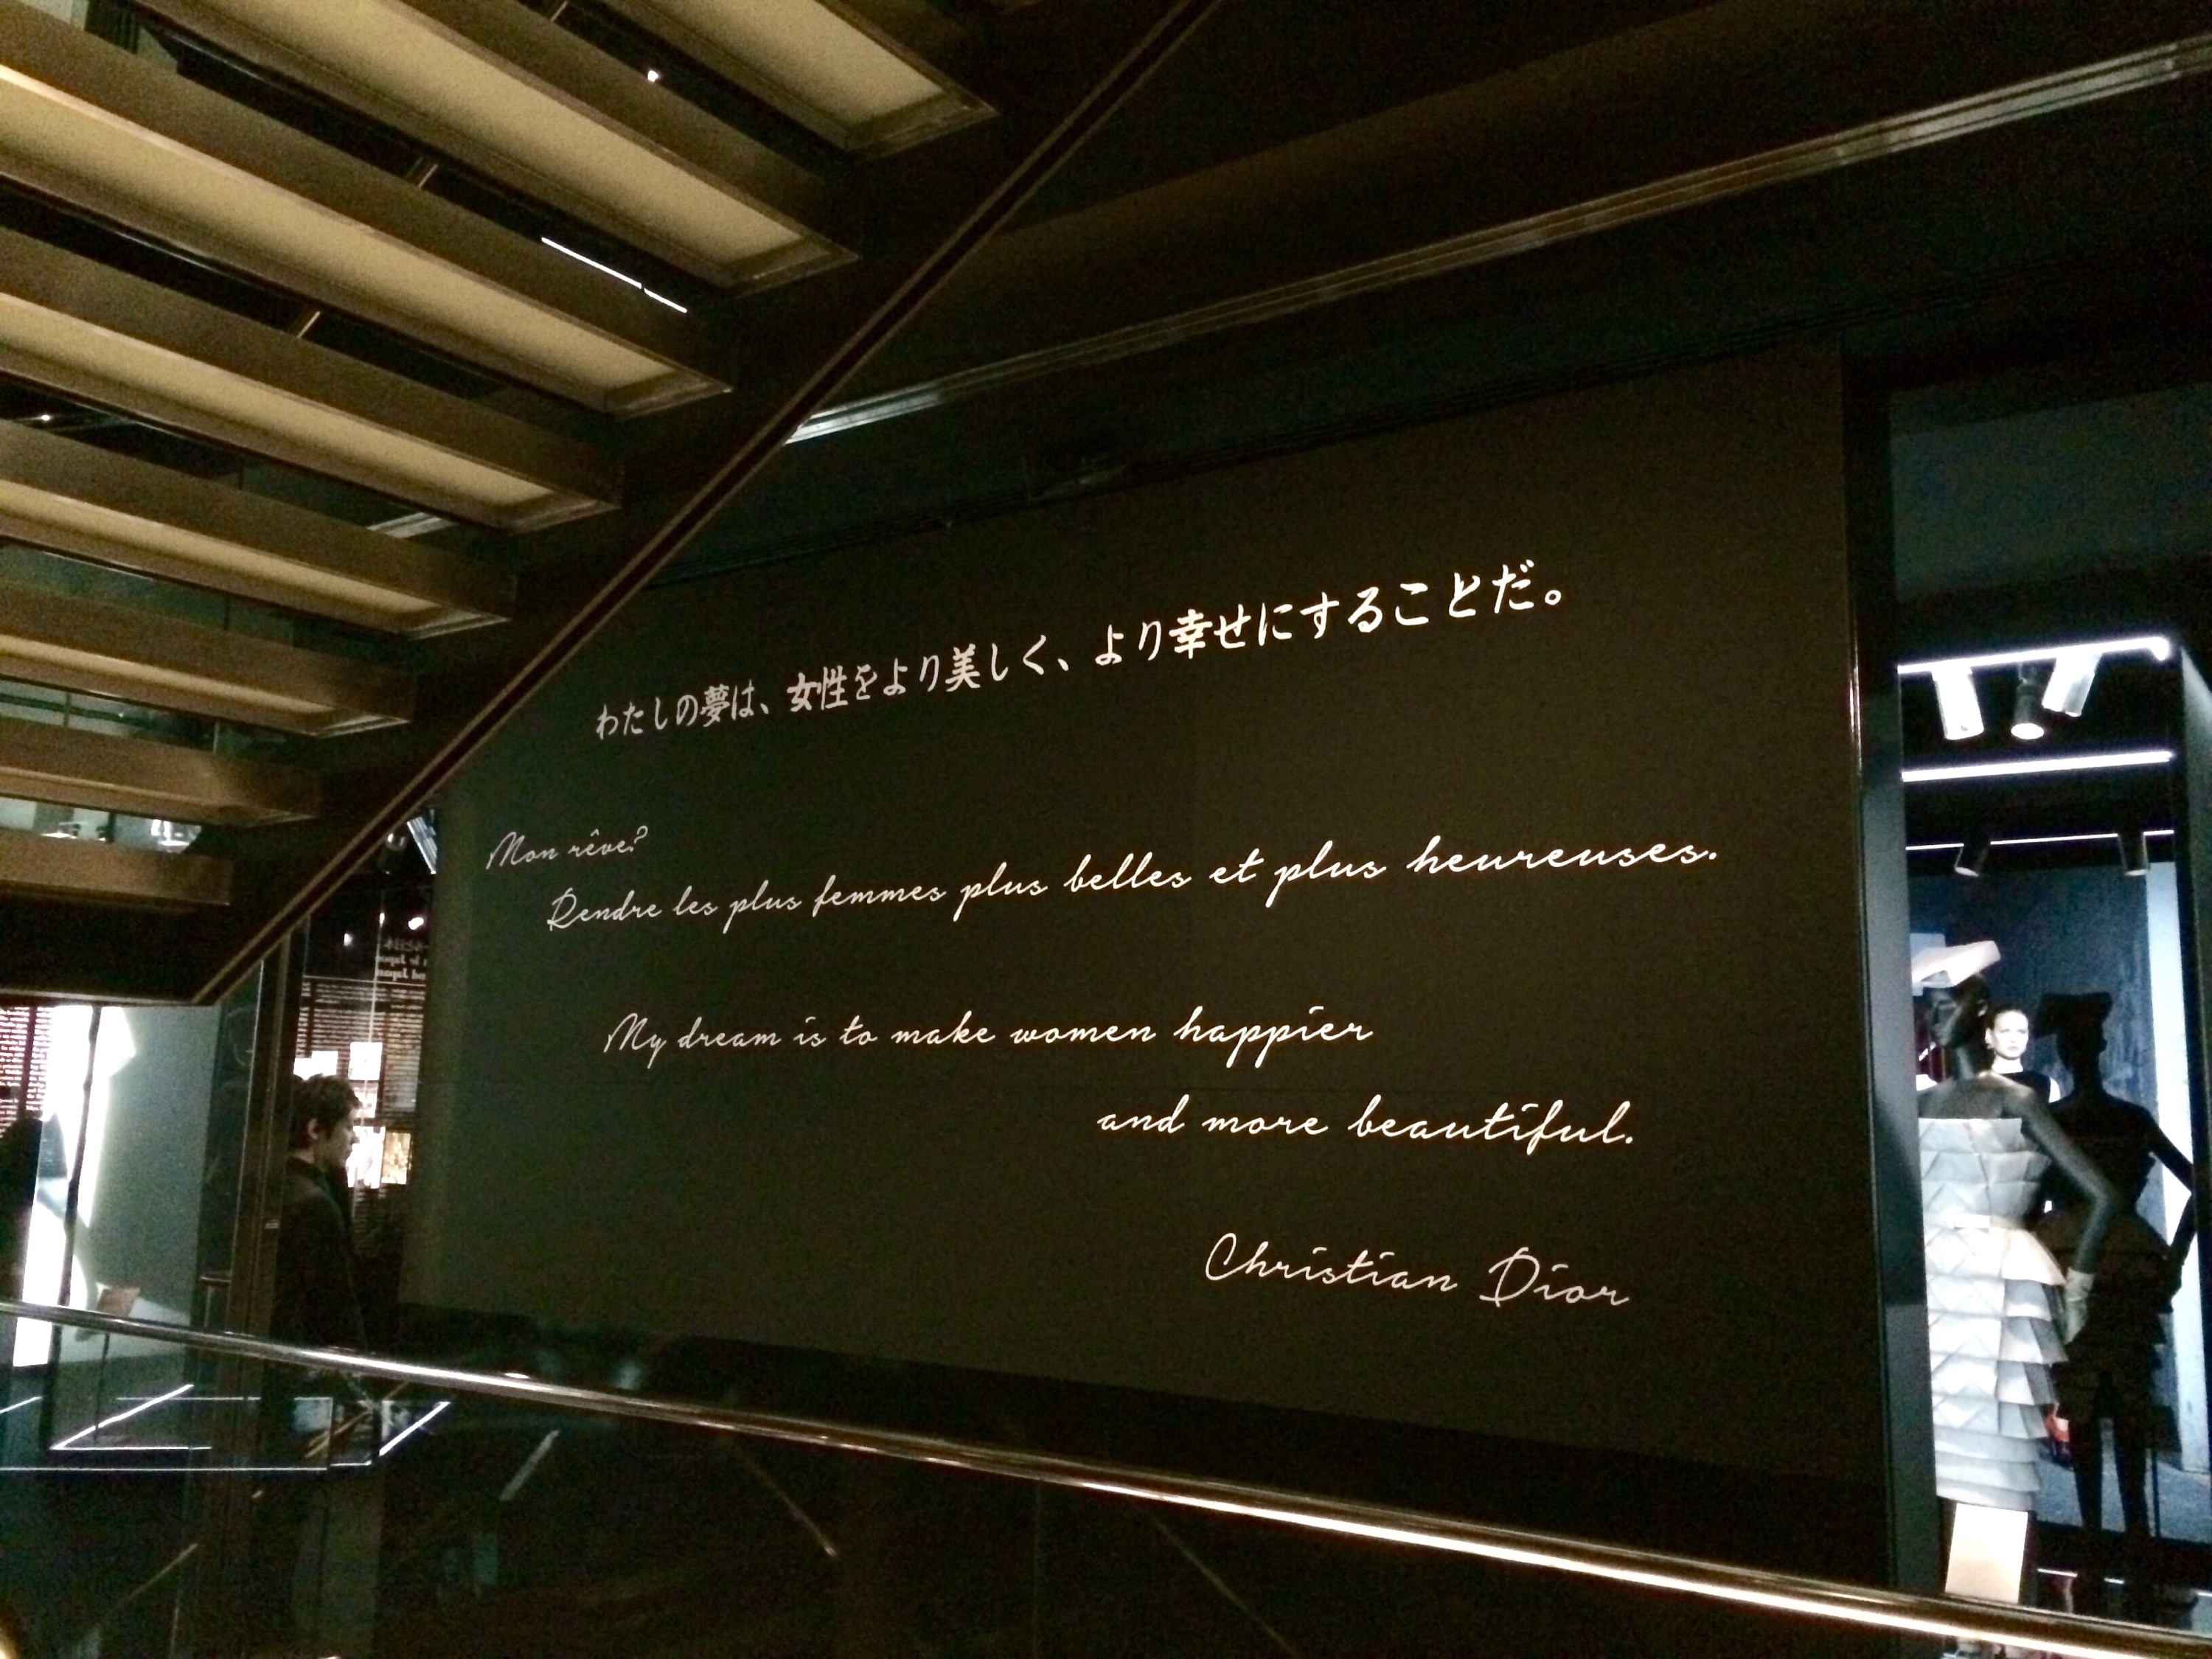 わたしの夢は、女性をより美しく、より幸せにすることだ。
Mon rêve?
Rendre les plus femmes plus belles et plus heureuses.
My dream is to make women happier
and more beautiful.
Christian Dior